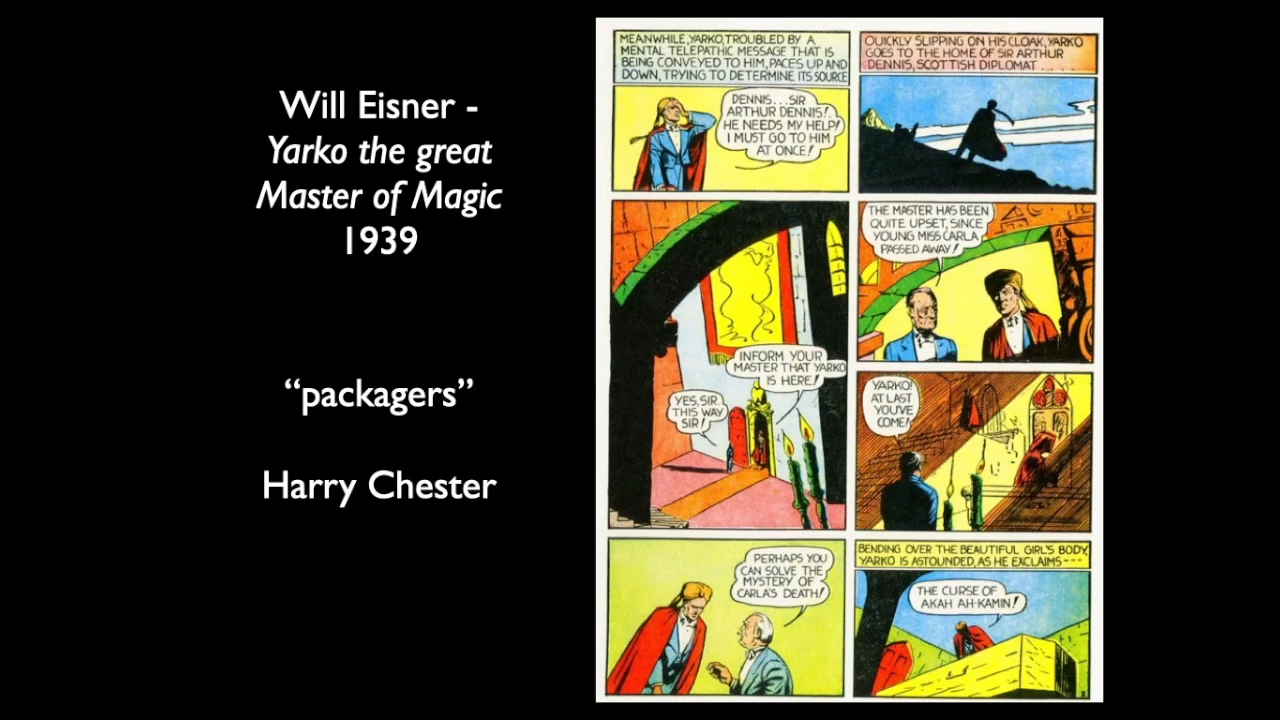 Will Eisner -
Yarko the great
Master of Magic
1939
“packagers”
Harry Chester
MEANWHILE, YARKO, TROUBLED BY A
MENTAL TELEPATHIC MESSAGE THAT IS
BEING CONVEYED TO HIM, PACES UP AND
DOWN, TRYING TO DETERMINE ITS SOURCE
DENNIS...SIR
ARTHUR DENNIS!.
HE NEEDS MY HELP!
I MUST GO TO HIM
AT ONCE!
QUICKLY SLIPPING ON HIS CLOAK, YARKO
GOES TO THE HOME OF SIR ARTHUR
DENNIS, SCOTTISH DIPLOMAT....
INFORM YOUR
MASTER THAT YARKO
IS HERE!
YES, SIR.
THIS WAY
SIR!
THE MASTER HAS BEEN
QUITE UPSET, SINCE
YOUNG MISS CARLA
PASSED AWAY!
YARKO!
AT LAST
YOU'VE
COME!
PERHAPS YOU
CAN SOLVE THE
MYSTERY OF
CARLA'S DEATH!
BENDING OVER THE BEAUTIFUL GIRL'S BODY,
YARKO IS ASTOUNDED, AS HE EXCLAIMS---
THE CURSE OF
AKAH AH-KAMIN!